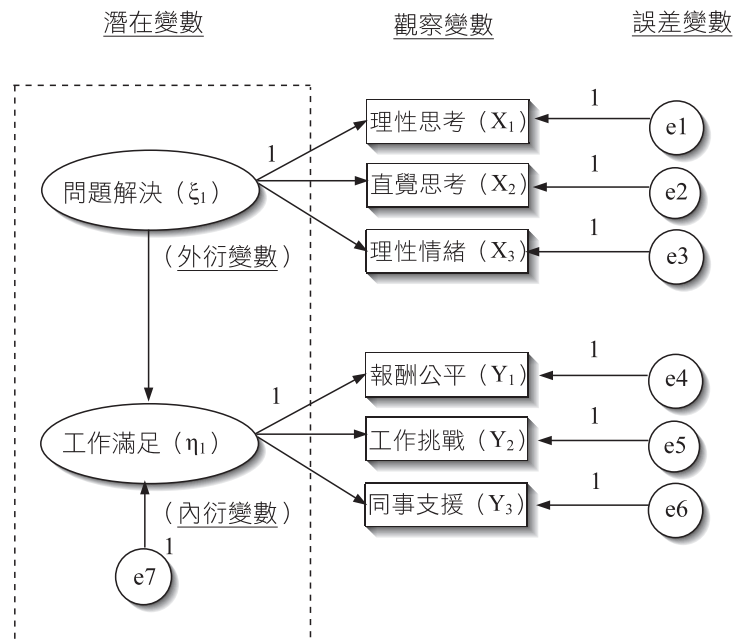 潛在變數
觀察變數
誤差變數
理性思考（X₁）
1
e1
1
問題解決（ξ₁）
直覺思考（X₂）
1
e2
（外衍變數）
理性情緒（X₃）
1
e3
報酬公平（Y₁）
1
e4
1
工作滿足（η₁）
工作挑戰（Y₂）
1
e5
（內衍變數）
同事支援（Y₃）
1
e6
1
e7